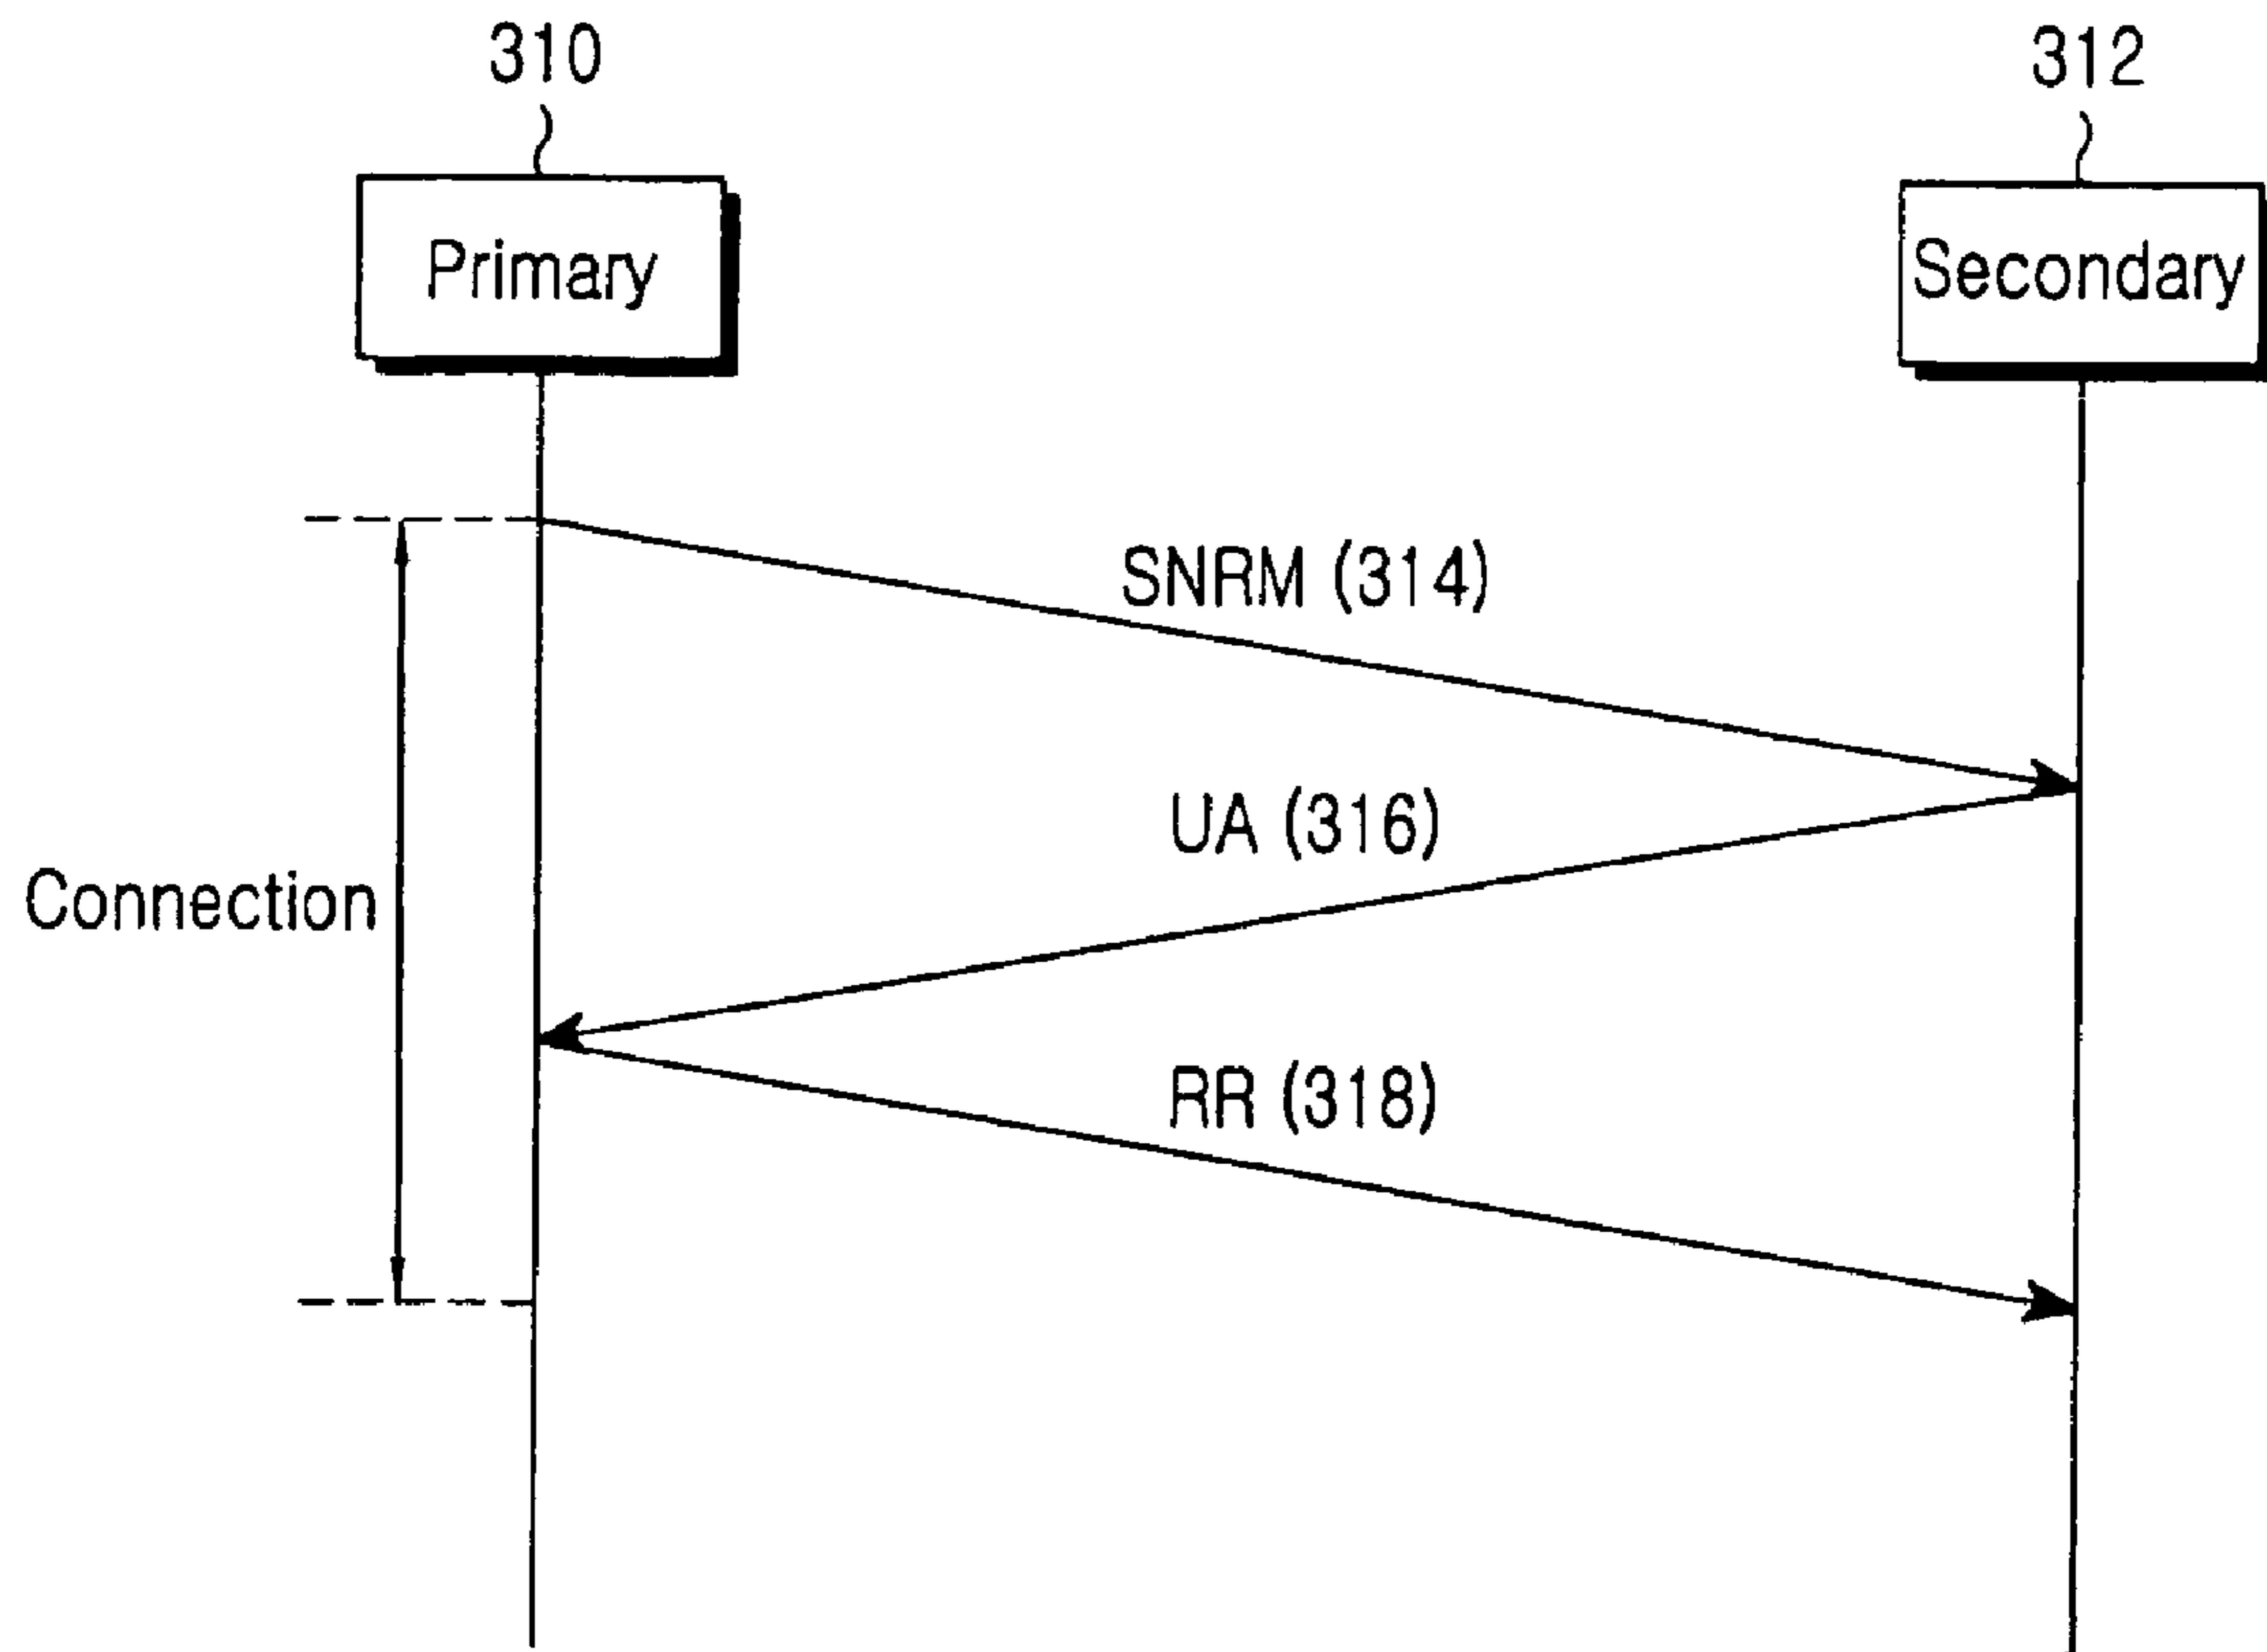 310
312
Primary
Secondary
SNRM (314)
UA (316)
Connection
RR (318)